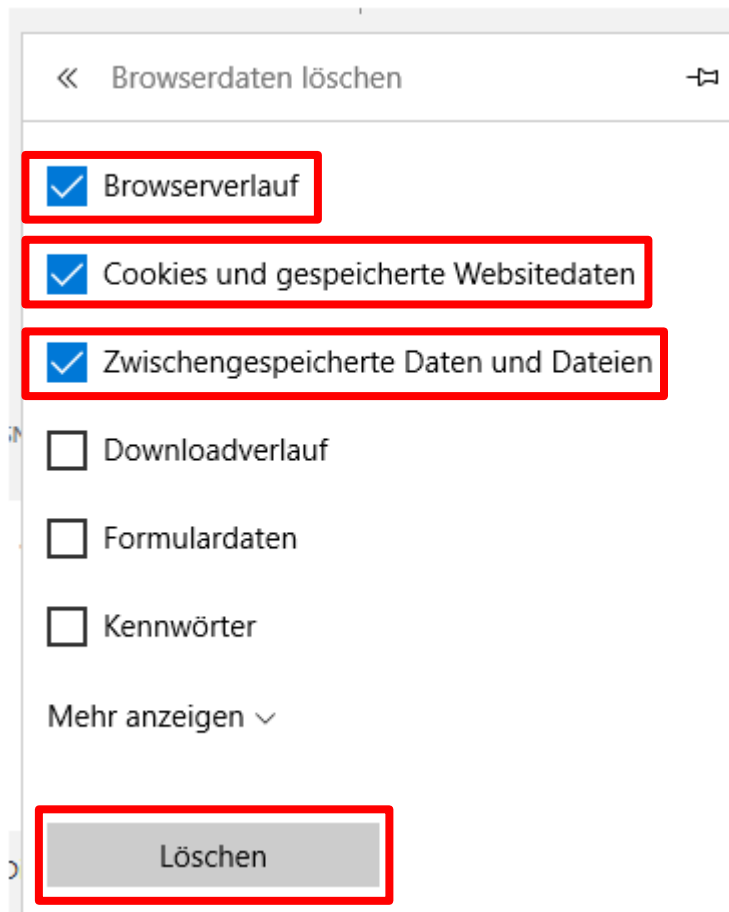 Browserdaten löschen
Browserverlauf
Cookies und gespeicherte Websitedaten
Zwischengespeicherte Daten und Dateien
Downloadverlauf
Formulardaten
Kennwörter
Mehr anzeigen
Löschen